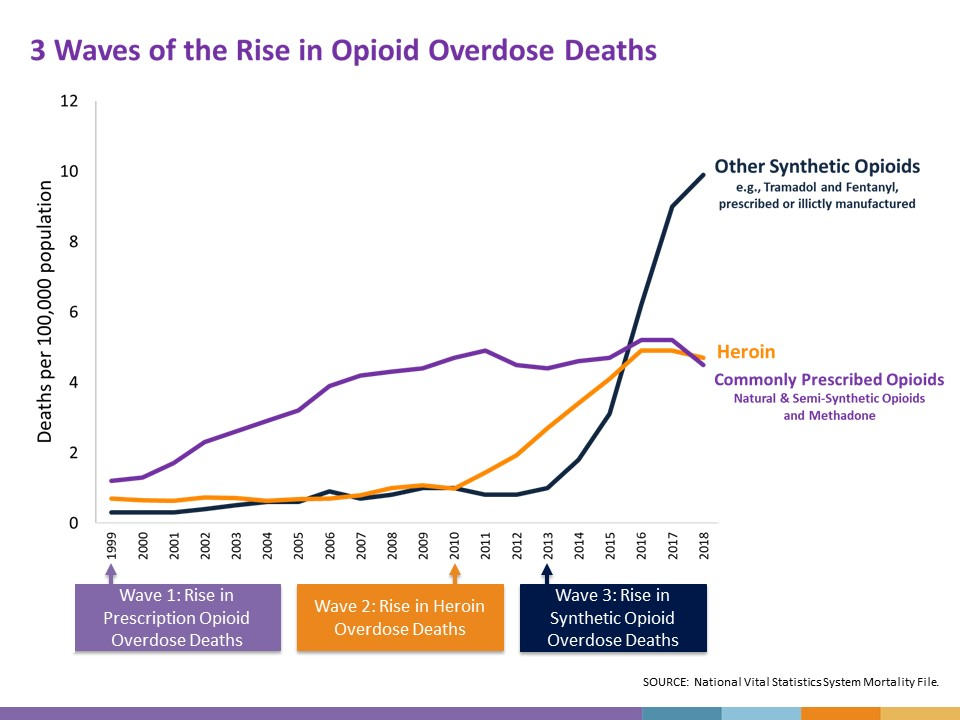 3 Waves of the Rise in Opioid Overdose Deaths
12
10
8
6
4
2
0
Deaths per 100,000 population
Other Synthetic Opioids
e.g., Tramadol and Fentanyl,
prescribed or illictly manufactured
Heroin
Commonly Prescribed Opioids
Natural & Semi-Synthetic Opioids
and Methadone
1999 2000 2001 2002 2003 2004 2005 2006 2007 2008 2009 2010 2011 2012 2013 2014 2015 2016 2017 2018
Wave 1: Rise in
Prescription Opioid
Overdose Deaths
Wave 2: Rise in Heroin
Overdose Deaths
Wave 3: Rise in
Synthetic Opioid
Overdose Deaths
SOURCE: National Vital Statistics System Mortality File.